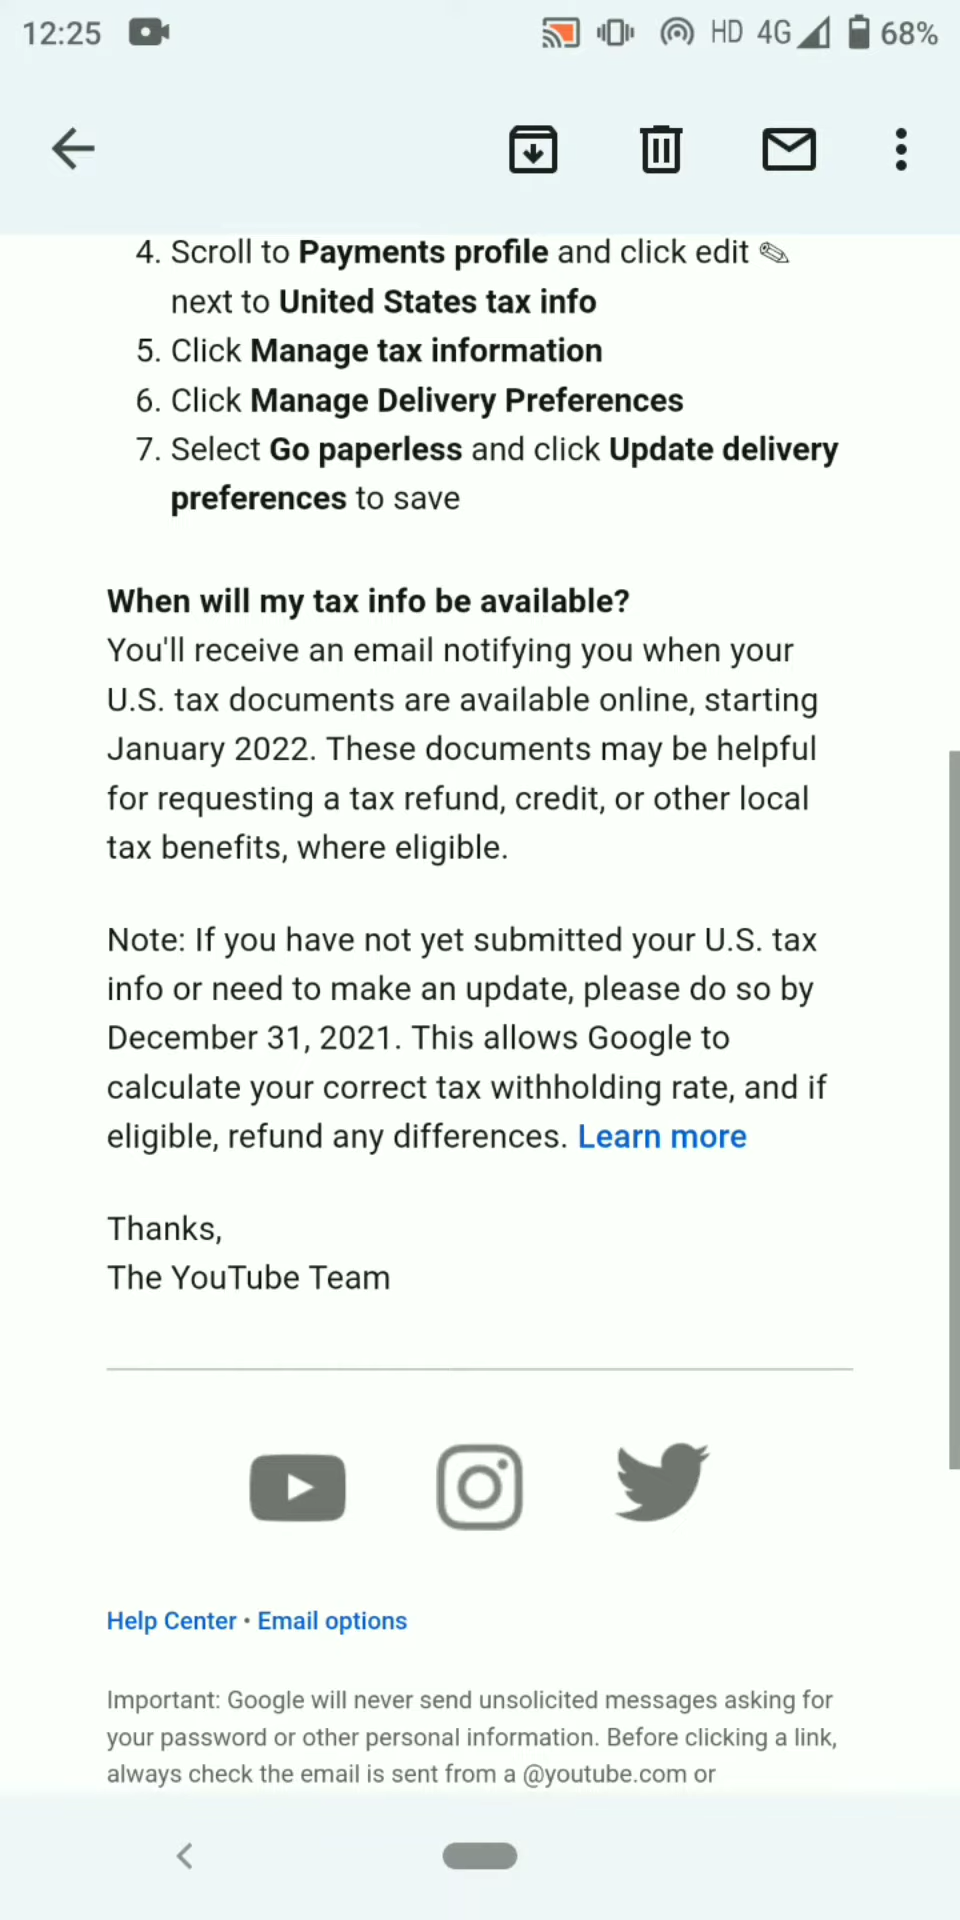 12:25
HD 4G 68%
4. Scroll to Payments profile and click edit ✎
next to United States tax info
5. Click Manage tax information
6. Click Manage Delivery Preferences
7. Select Go paperless and click Update delivery
preferences to save
When will my tax info be available?
You'll receive an email notifying you when your
U.S. tax documents are available online, starting
January 2022. These documents may be helpful
for requesting a tax refund, credit, or other local
tax benefits, where eligible.
Note: If you have not yet submitted your U.S. tax
info or need to make an update, please do so by
December 31, 2021. This allows Google to
calculate your correct tax withholding rate, and if
eligible, refund any differences. Learn more
Thanks,
The YouTube Team
Help Center • Email options
Important: Google will never send unsolicited messages asking for
your password or other personal information. Before clicking a link,
always check the email is sent from a @youtube.com or